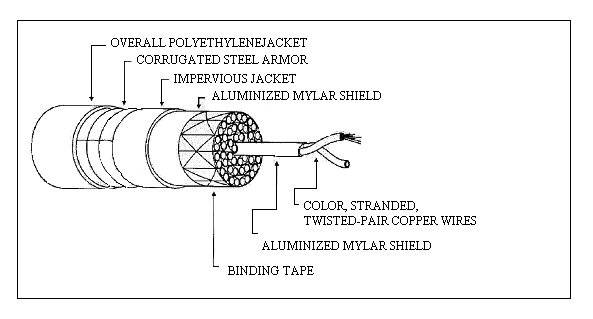 OVERALL POLYETHYLENEJACKET
CORRUGATED STEEL ARMOR
IMPERVIOUS JACKET
ALUMINIZED MYLAR SHIELD
COLOR, STRANDED,
TWISTED-PAIR COPPER WIRES
ALUMINIZED MYLAR SHIELD
BINDING TAPE